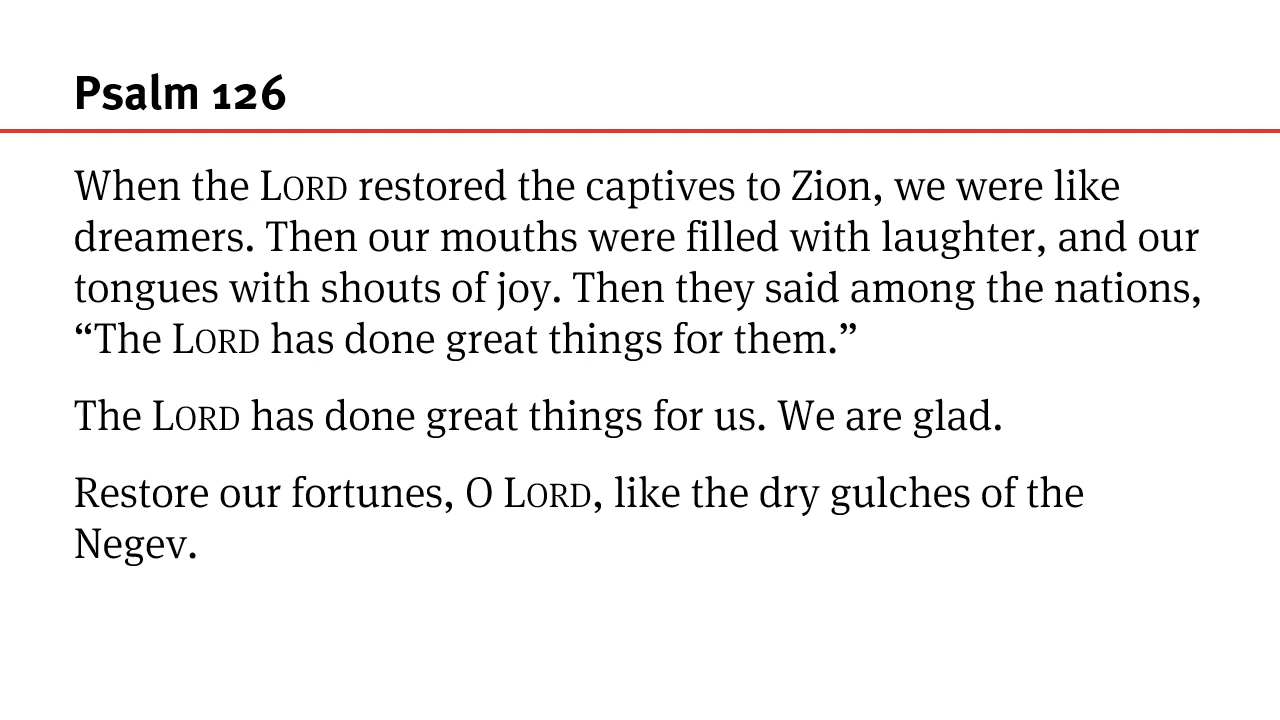 Psalm 126
When the LORD restored the captives to Zion, we were like
dreamers. Then our mouths were filled with laughter, and our
tongues with shouts of joy. Then they said among the nations,
“The LORD has done great things for them.”
The LORD has done great things for us. We are glad.
Restore our fortunes, O LORD, like the dry gulches of the
Negev.